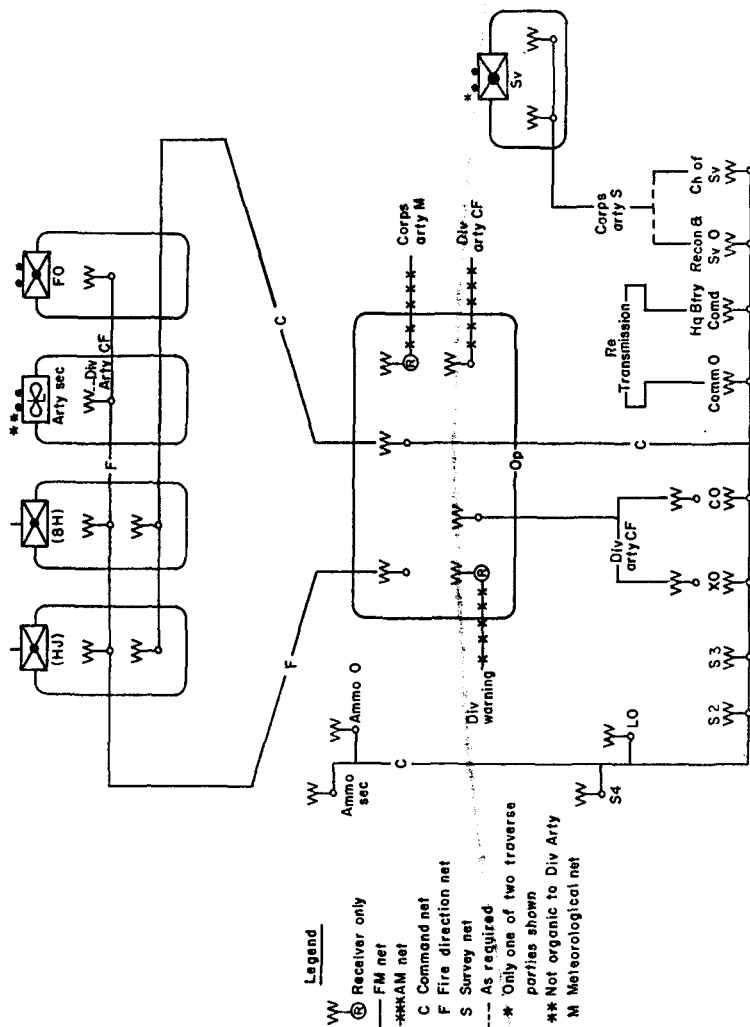 (HJ)
(8H)
**
Arty sec
FO
Div
Arty CF
F
C
F
C
Corps
arty M
R
Div
arty CF
Op
R
Div
warning
Div
arty CF
C
* Sv
Corps
arty S
Ammo O
Ammo
sec
C
LO
S4
S2
S3
XO
CO
Comm O
Re
Transmission
Hq Btry
Comd
Recon &
Sv O
Ch of
Sv
Legend
R Receiver only
FM net
-xxx AM net
C Command net
F Fire direction net
S Survey net
--- As required
* Only one of two traverse
parties shown
** Not organic to Div Arty
M Meteorological net